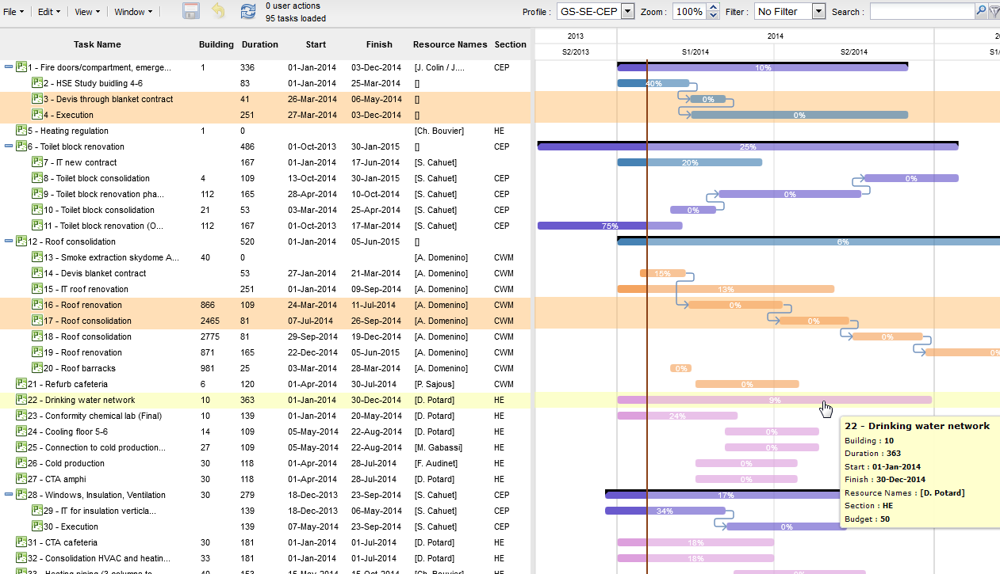 File Edit View Window 0 user actions Profile : GS-SE-CEP Zoom : 100% Filter : No Filter Search :
95 tasks loaded
Task Name Building Duration Start Finish Resource Names Section 2013 2014
S2/2013 S1/2014 S2/2014
1 - Fire doors/compartment, emerge... 1 336 01-Jan-2014 03-Dec-2014 [J. Colin / J.... CEP 10%
2 - HSE Study buidling 4-6 83 01-Jan-2014 25-Mar-2014 [] 40%
3 - Devis through blanket contract 41 26-Mar-2014 06-May-2014 [] 0%
4 - Execution 251 27-Mar-2014 03-Dec-2014 [] 0%
5 - Heating regulation 1 0 [Ch. Bouvier] HE
6 - Toilet block renovation 486 01-Oct-2013 30-Jan-2015 [] CEP 25%
7 - IT new contract 167 01-Jan-2014 17-Jun-2014 [S. Cahuet] 20%
8 - Toilet block consolidation 4 109 13-Oct-2014 30-Jan-2015 [S. Cahuet] CEP 0%
9 - Toilet block renovation pha... 112 165 28-Apr-2014 10-Oct-2014 [S. Cahuet] CEP 0%
10 - Toilet block consolidation 21 53 03-Mar-2014 25-Apr-2014 [S. Cahuet] CEP 0%
11 - Toilet block renovation (O... 112 167 01-Oct-2013 17-Mar-2014 [S. Cahuet] CEP 75%
12 - Roof consolidation 520 01-Jan-2014 05-Jun-2015 [] 6%
13 - Smoke extraction skydome A... 40 0 [A. Domenino] CWM
14 - Devis blanket contract 53 27-Jan-2014 21-Mar-2014 [A. Domenino] CWM 15%
15 - IT roof renovation 251 01-Jan-2014 09-Sep-2014 [A. Domenino] CWM 13%
16 - Roof renovation 866 109 24-Mar-2014 11-Jul-2014 [A. Domenino] CWM 0%
17 - Roof consolidation 2465 81 07-Jul-2014 26-Sep-2014 [A. Domenino] CWM 0%
18 - Roof consolidation 2775 81 29-Sep-2014 19-Dec-2014 [A. Domenino] CWM 0%
19 - Roof renovation 871 165 22-Dec-2014 05-Jun-2015 [A. Domenino] CWM 0%
20 - Roof barracks 981 25 03-Mar-2014 28-Mar-2014 [A. Domenino] CWM 0%
21 - Refurb cafeteria 6 120 01-Apr-2014 30-Jul-2014 [P. Sajous] CWM 0%
22 - Drinking water network 10 363 01-Jan-2014 30-Dec-2014 [D. Potard] HE 9%
23 - Conformity chemical lab (Final) 10 139 01-Jan-2014 20-May-2014 [D. Potard] HE 24%
24 - Cooling floor 5-6 14 109 05-May-2014 22-Aug-2014 [D. Potard] HE 0%
25 - Connection to cold production... 27 109 05-May-2014 22-Aug-2014 [M. Gabassi] HE 0%
26 - Cold production 30 118 01-Apr-2014 28-Jul-2014 [F. Audinet] HE 0%
27 - CTA amphi 30 118 01-Apr-2014 28-Jul-2014 [D. Potard] HE 0%
28 - Windows, Insulation, Ventilation 30 279 18-Dec-2013 23-Sep-2014 [S. Cahuet] CEP 17%
29 - IT for insulation verticla... 139 18-Dec-2013 06-May-2014 [S. Cahuet] CEP 34%
30 - Execution 139 07-May-2014 23-Sep-2014 [S. Cahuet] CEP 0%
31 - CTA cafeteria 30 181 01-Jan-2014 01-Jul-2014 [D. Potard] HE 18%
32 - Consolidation HVAC and heatin... 33 181 01-Jan-2014 01-Jul-2014 [D. Potard] HE 18%
33 - Heating piping (3 columns to... 40 153 15-May-2014 15-Oct-2014 [Ch. Bouvier] HE
22 - Drinking water network
Building : 10
Duration : 363
Start : 01-Jan-2014
Finish : 30-Dec-2014
Resource Names : [D. Potard]
Section : HE
Budget : 50